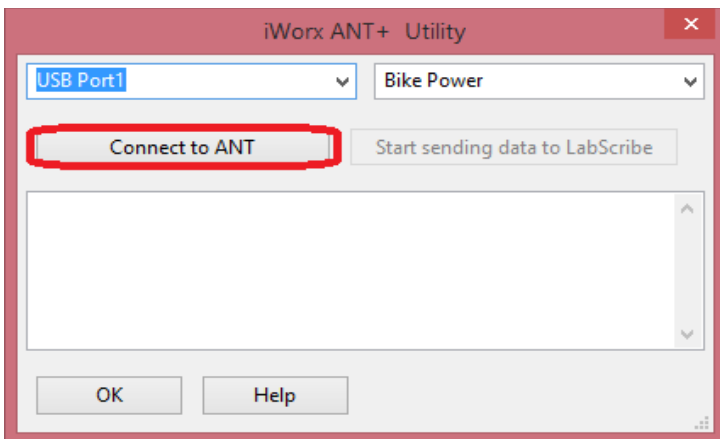 iWorx ANT+ Utility
USB Port1
Bike Power
Connect to ANT
Start sending data to LabScribe
OK
Help